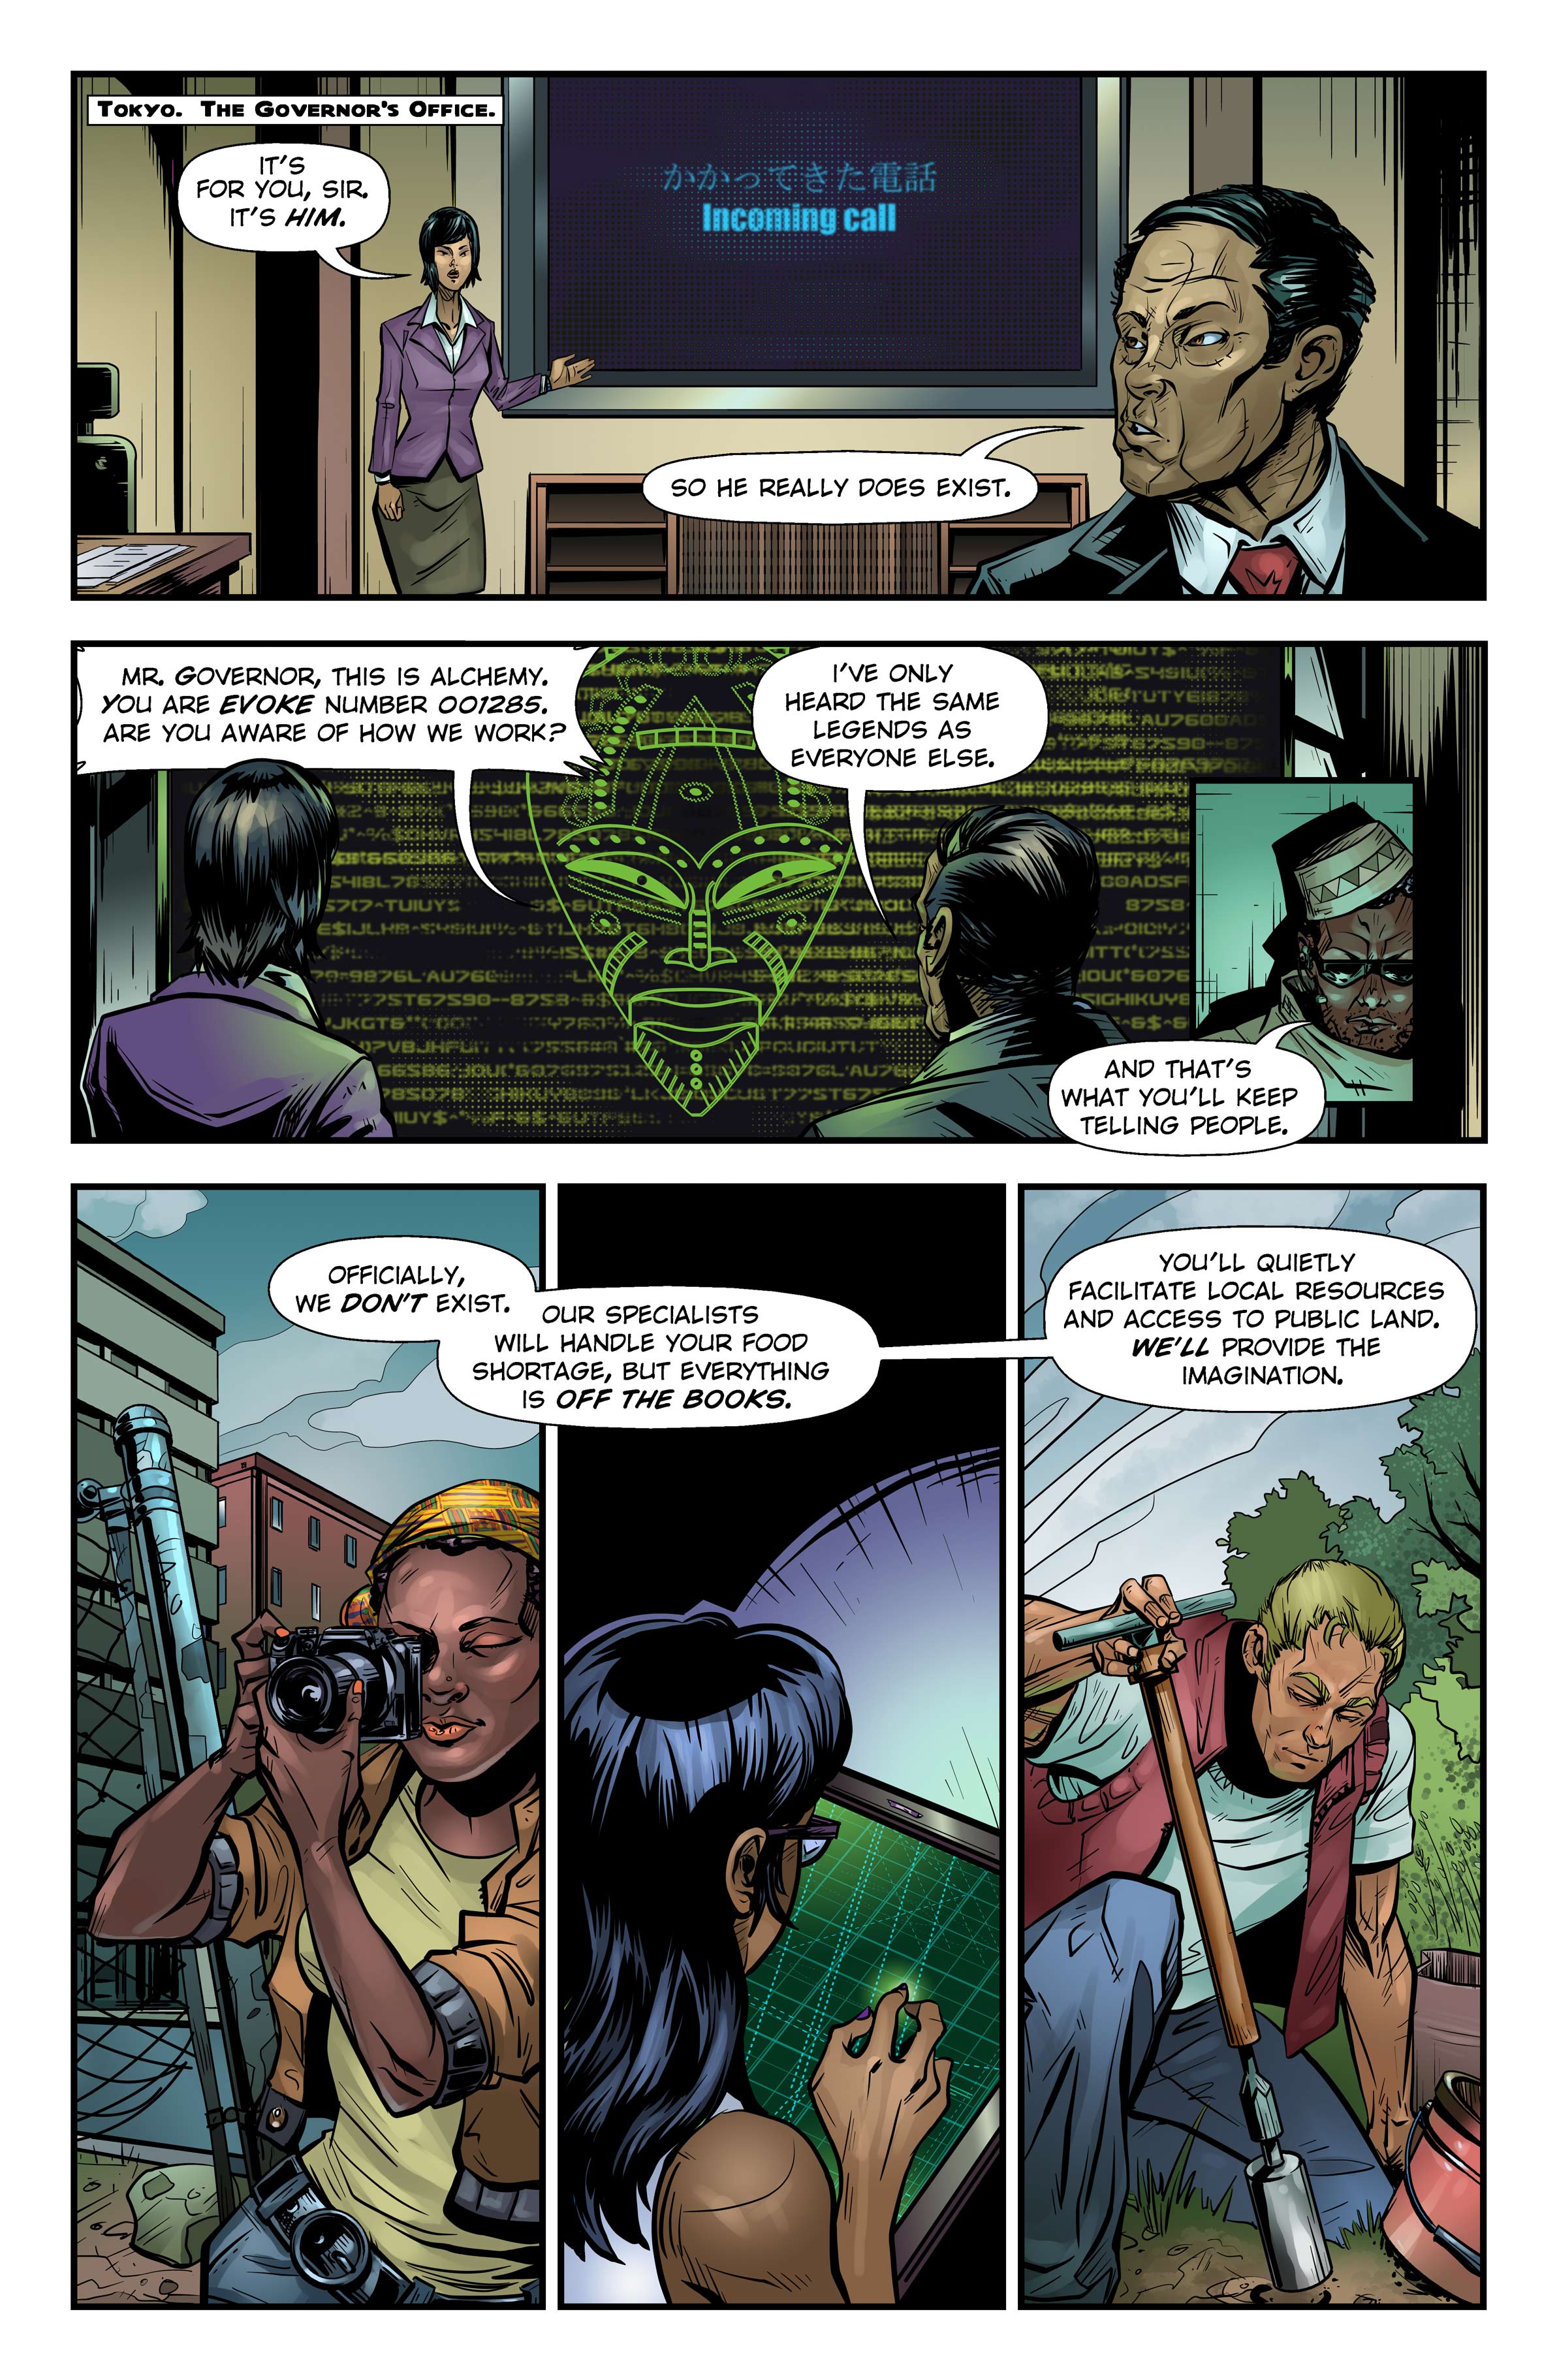 TOKYO. THE GOVERNOR'S OFFICE.
IT'S
FOR YOU, SIR.
IT'S HIM.
かかってきた電話
Incoming call
SO HE REALLY DOES EXIST.
MR. GOVERNOR, THIS IS ALCHEMY.
YOU ARE EVOKE NUMBER 001285.
ARE YOU AWARE OF HOW WE WORK?
I'VE ONLY
HEARD THE SAME
LEGENDS AS
EVERYONE ELSE.
AND THAT'S
WHAT YOU'LL KEEP
TELLING PEOPLE.
OFFICIALLY,
WE DON'T EXIST.
OUR SPECIALISTS
WILL HANDLE YOUR FOOD
SHORTAGE, BUT EVERYTHING
IS OFF THE BOOKS.
YOU'LL QUIETLY
FACILITATE LOCAL RESOURCES
AND ACCESS TO PUBLIC LAND.
WE'LL PROVIDE THE
IMAGINATION.